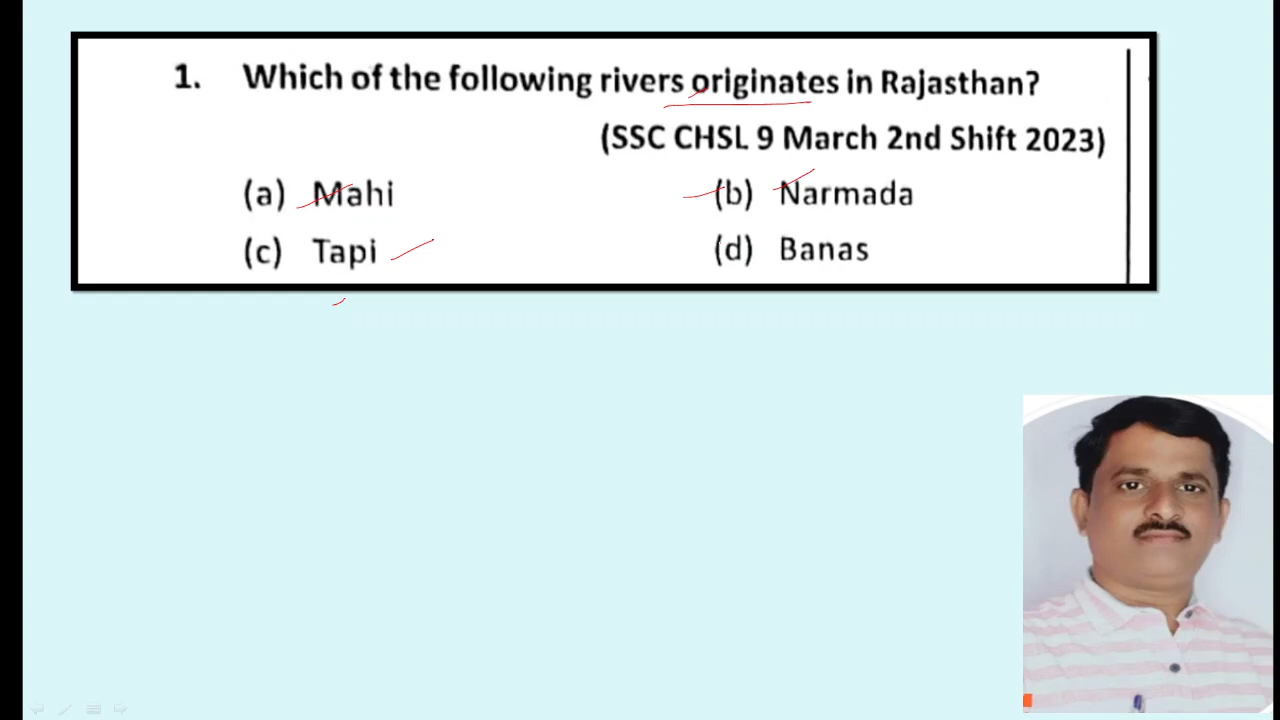 1. Which of the following rivers originates in Rajasthan?
(SSC CHSL 9 March 2nd Shift 2023)
(a) Mahi (b) Narmada
(c) Tapi (d) Banas